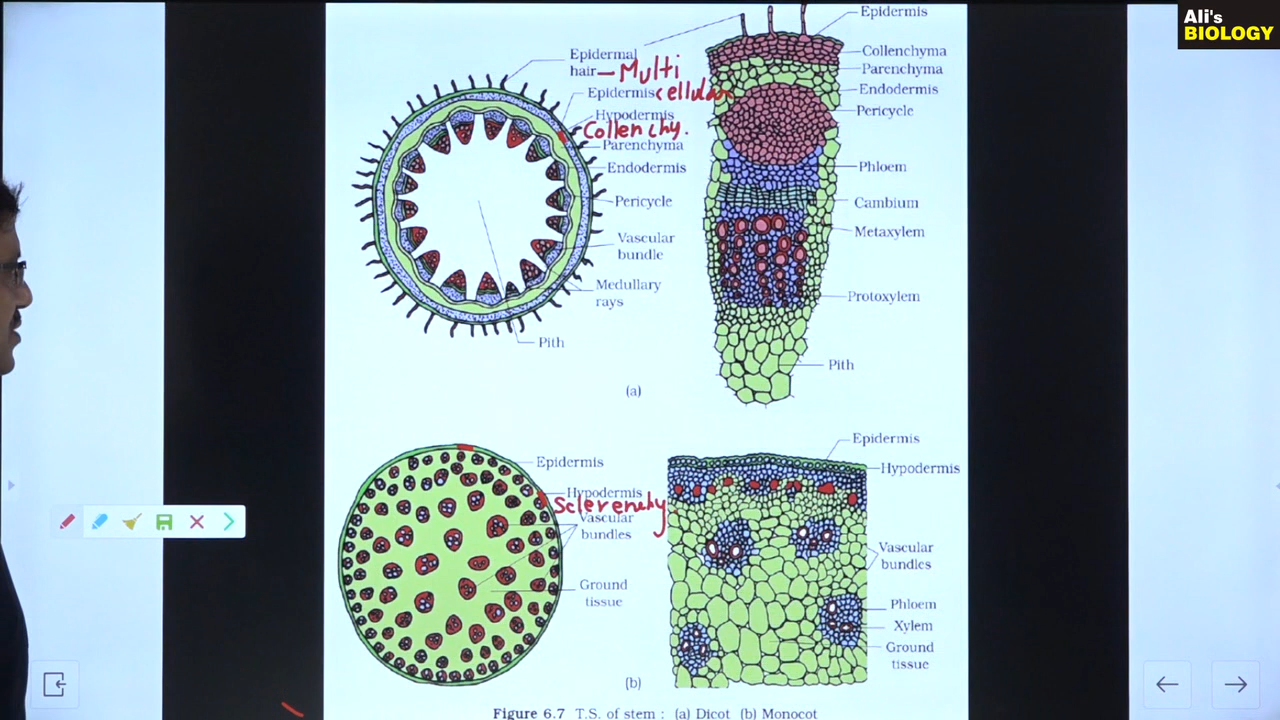 Ali's
BIOLOGY
Epidermal
hair
– Multi
cellular
Epidermis
Hypodermis
Collenchy.
Parenchyma
Endodermis
Pericycle
Vascular
bundle
Medullary
rays
Pith
Epidermis
Collenchyma
Parenchyma
Endodermis
Pericycle
Phloem
Cambium
Metaxylem
Protoxylem
Pith
(a)
Epidermis
Hypodermis
Sclerenchy.
Vascular
bundles
Ground
tissue
Epidermis
Hypodermis
Vascular
bundles
Phloem
Xylem
Ground
tissue
(b)
Figure 6.7 T.S. of stem : (a) Dicot (b) Monocot